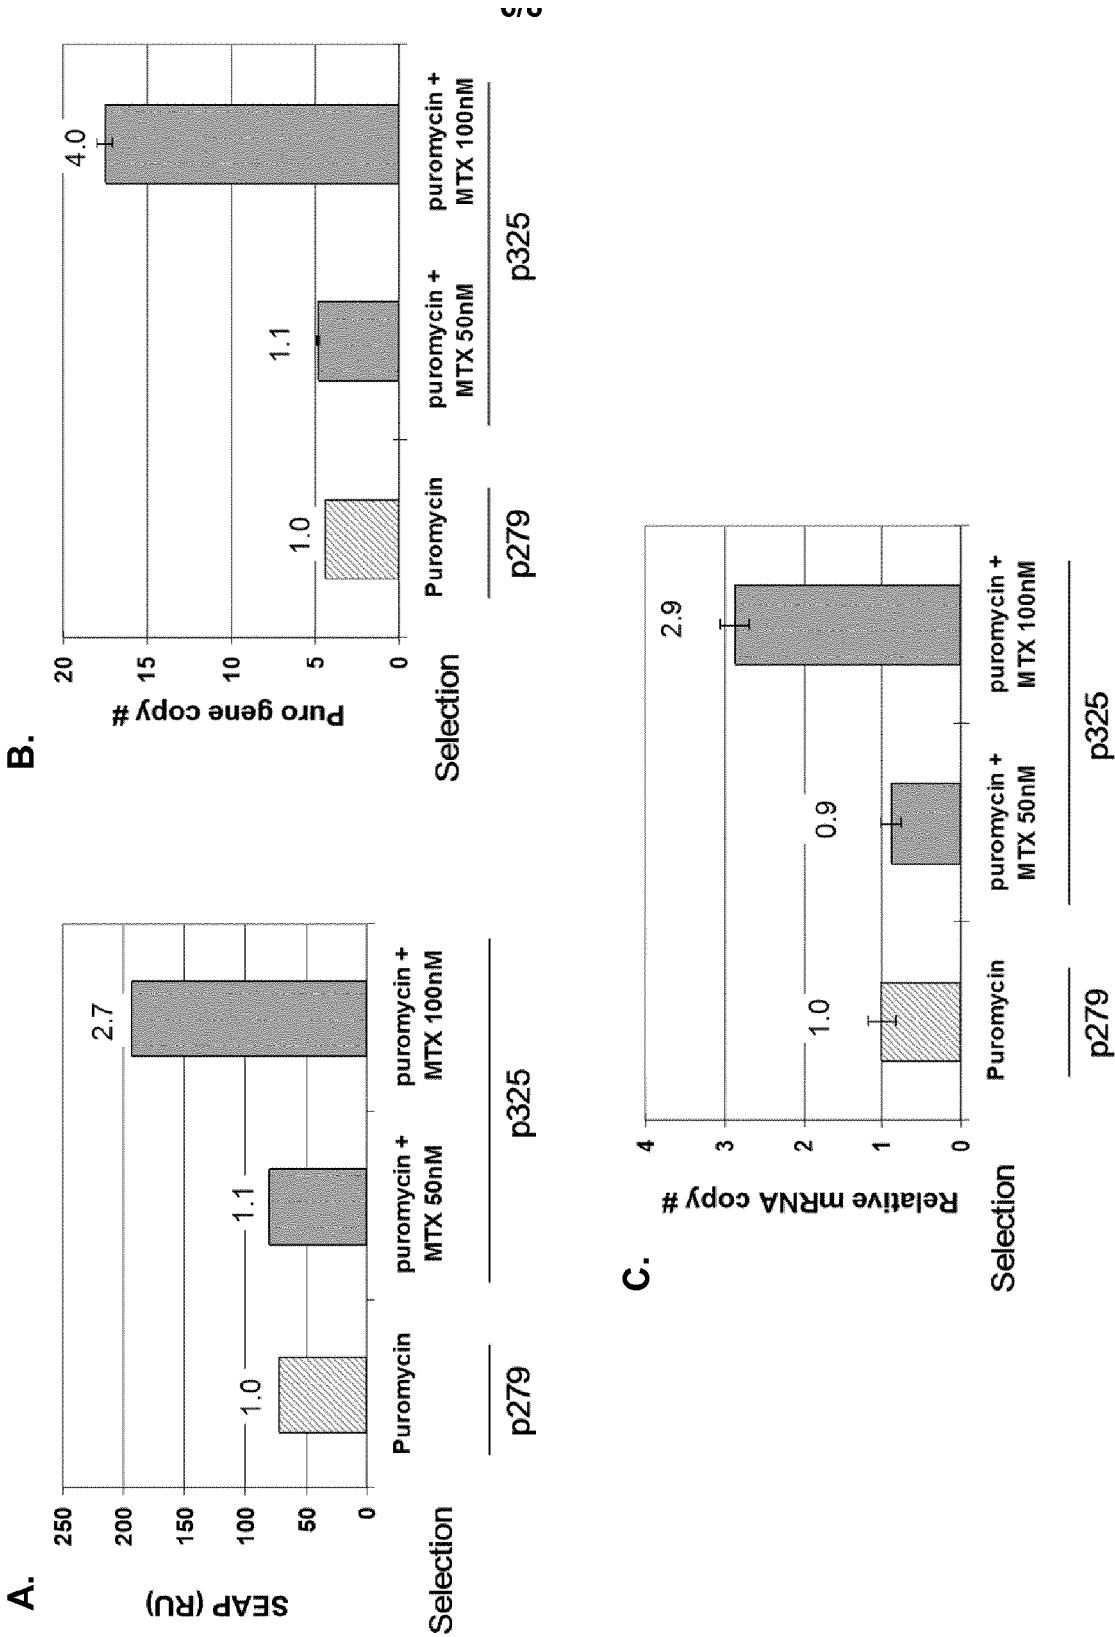 A.
SEAP (RU)
250
200
150
100
50
0
1.0
1.1
2.7
Selection
Puromycin
puromycin +
MTX 50nM
puromycin +
MTX 100nM
p279
p325
B.
Puro gene copy #
20
15
10
5
0
1.0
1.1
4.0
Selection
Puromycin
puromycin +
MTX 50nM
puromycin +
MTX 100nM
p279
p325
C.
Relative mRNA copy #
4
3
2
1
0
1.0
0.9
2.9
Selection
Puromycin
puromycin +
MTX 50nM
puromycin +
MTX 100nM
p279
p325